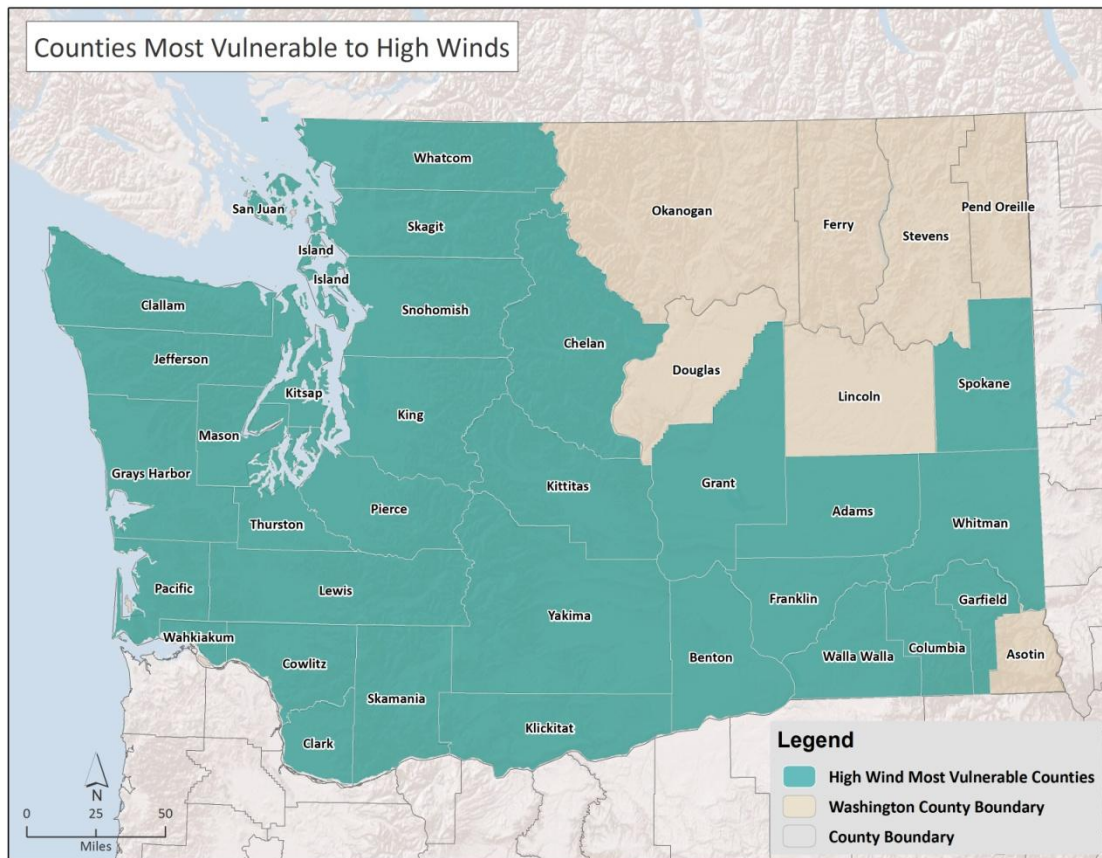 Counties Most Vulnerable to High Winds
Whatcom
San Juan
Skagit
Okanogan
Ferry
Stevens
Pend Oreille
Island
Island
Clallam
Snohomish
Jefferson
Chelan
Douglas
Lincoln
Spokane
Kitsap
King
Mason
Grays Harbor
Kittitas
Grant
Pierce
Adams
Thurston
Whitman
Pacific
Lewis
Yakima
Franklin
Garfield
Wahkiakum
Cowlitz
Skamania
Benton
Walla Walla
Columbia
Asotin
Clark
Klickitat
N
0 25 50
Miles
Legend
High Wind Most Vulnerable Counties
Washington County Boundary
County Boundary